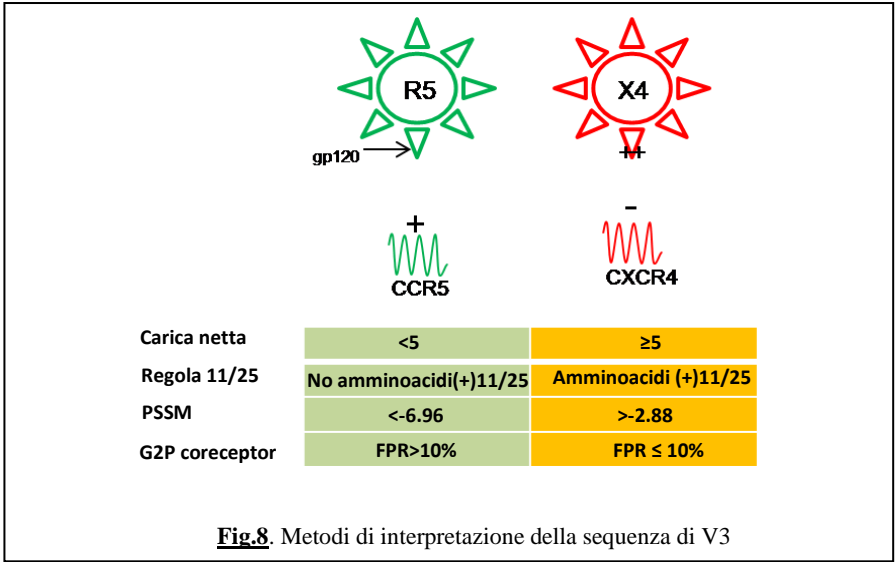 R5 X4
gp120
++
+ -
CCR5 CXCR4
Carica netta <5 ≥5
Regola 11/25 No amminoacidi(+)11/25 Amminoacidi (+)11/25
PSSM <-6.96 >-2.88
G2P coreceptor FPR>10% FPR ≤ 10%
Fig.8. Metodi di interpretazione della sequenza di V3